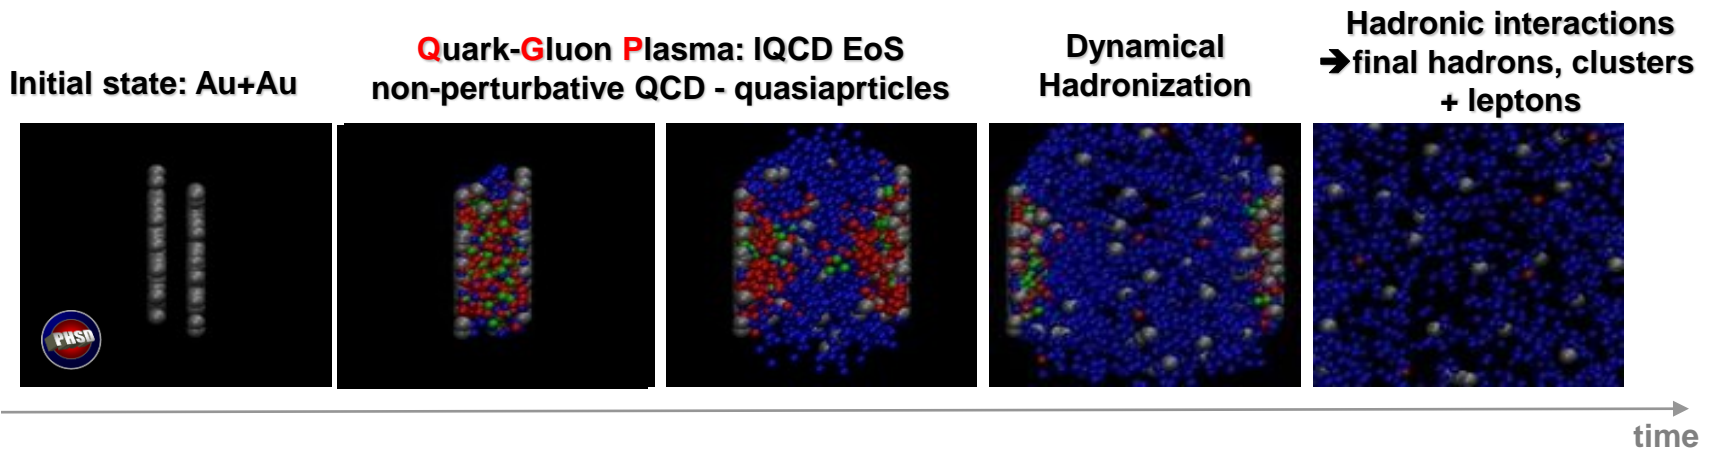 Initial state: Au+Au
Quark-Gluon Plasma: lQCD EoS
non-perturbative QCD - quasiaprticles
Dynamical
Hadronization
Hadronic interactions
➔final hadrons, clusters
+ leptons
PHSD
time